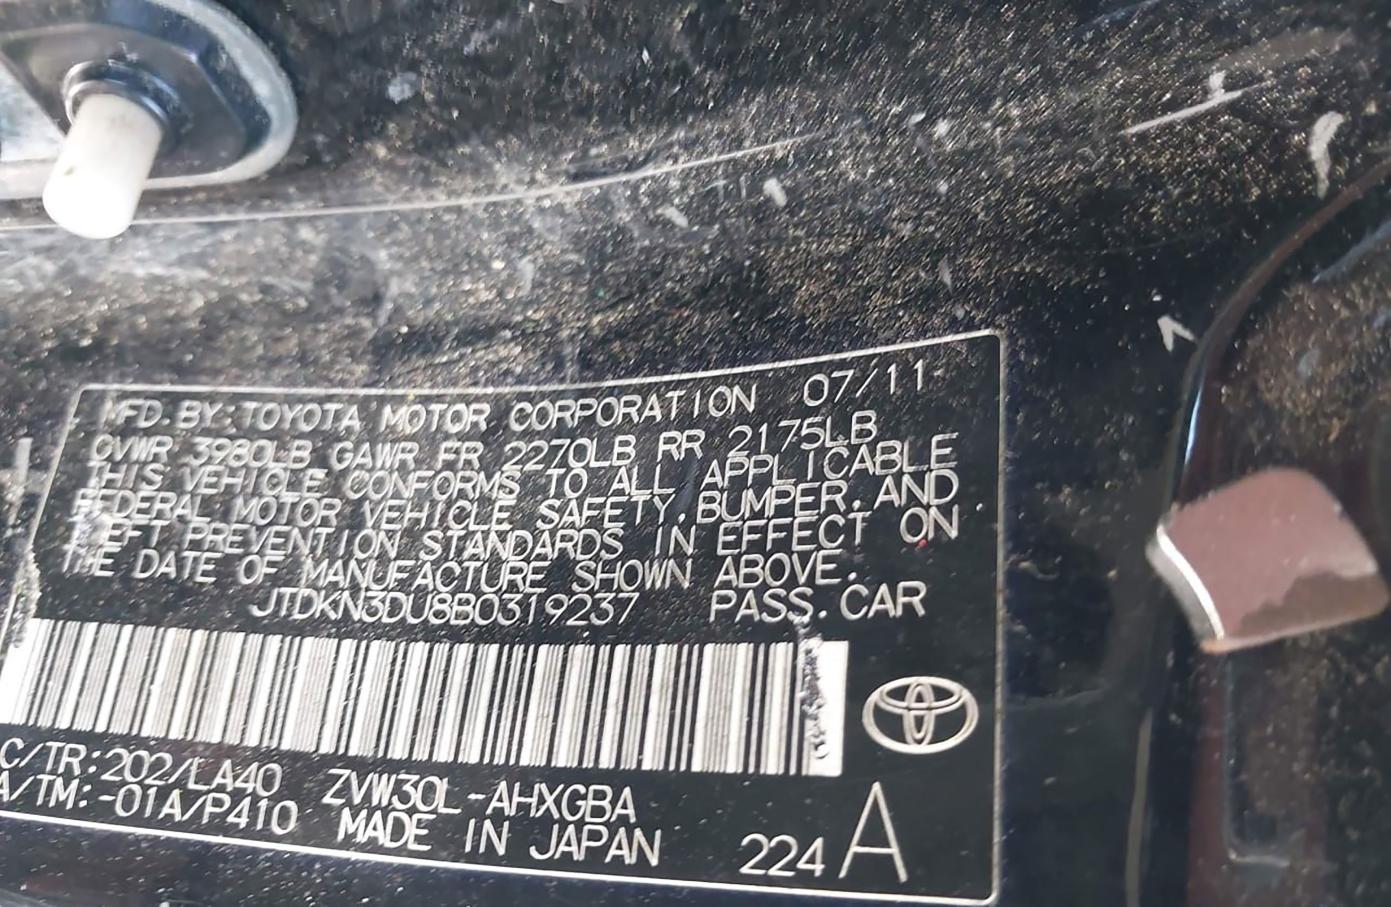 MFD. BY: TOYOTA MOTOR CORPORATION 07/11
GVWR 3980LB GAWR FR 2270LB RR 2175LB
THIS VEHICLE CONFORMS TO ALL APPLICABLE
FEDERAL MOTOR VEHICLE SAFETY, BUMPER, AND
THEFT PREVENTION STANDARDS IN EFFECT ON
THE DATE OF MANUFACTURE SHOWN ABOVE.
JTDKN3DU8B0319237 PASS. CAR
C/TR:202/LA40 ZVW30L-AHXGBA
A/TM:-01A/P410 MADE IN JAPAN 224 A